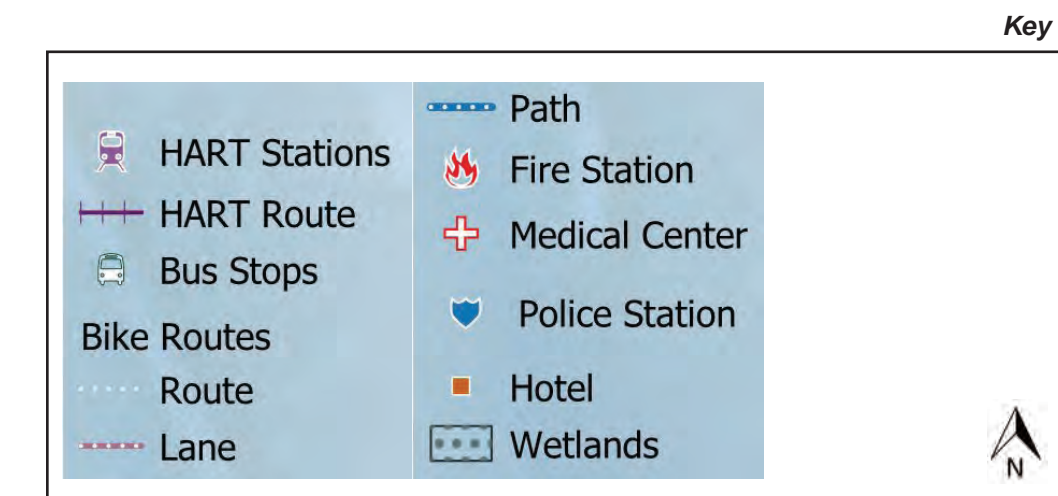 Key
HART Stations
HART Route
Bus Stops
Bike Routes
Route
Lane
Path
Fire Station
Medical Center
Police Station
Hotel
Wetlands
N